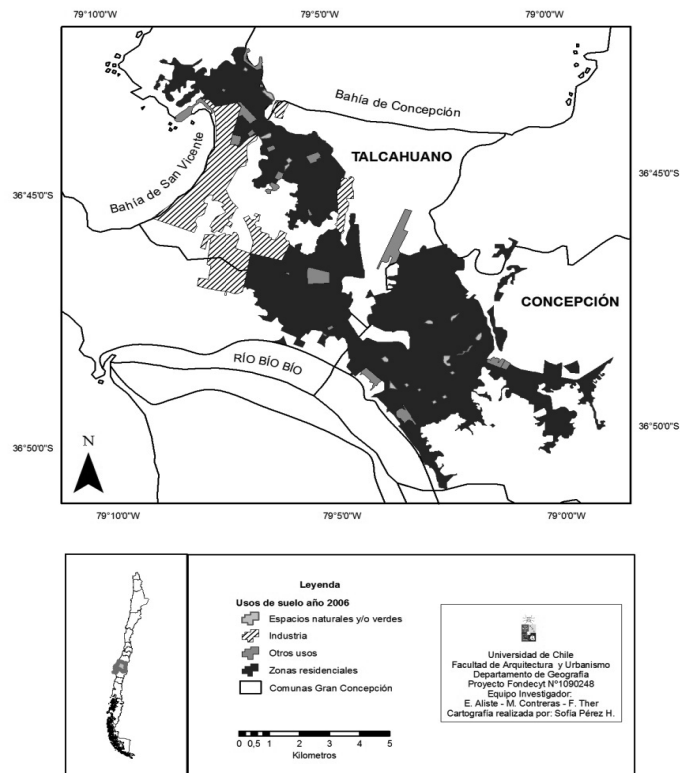 79°10'0"W 79°5'0"W 79°0'0"W
Bahía de Concepción
TALCAHUANO
Bahía de San Vicente
36°45'0"S 36°45'0"S
CONCEPCIÓN
RÍO BÍO BÍO
36°50'0"S 36°50'0"S
N
79°10'0"W 79°5'0"W 79°0'0"W
Leyenda
Usos de suelo año 2006
Espacios naturales y/o verdes
Industria
Otros usos
Zonas residenciales
Comunas Gran Concepción
0 0,5 1 2 3 4 5
Kilometros
Universidad de Chile
Facultad de Arquitectura y Urbanismo
Departamento de Geografía
Proyecto Fondecyt N°1090248
Equipo Investigador:
E. Aliste - M. Contreras - F. Ther
Cartografía realizada por: Sofía Pérez H.